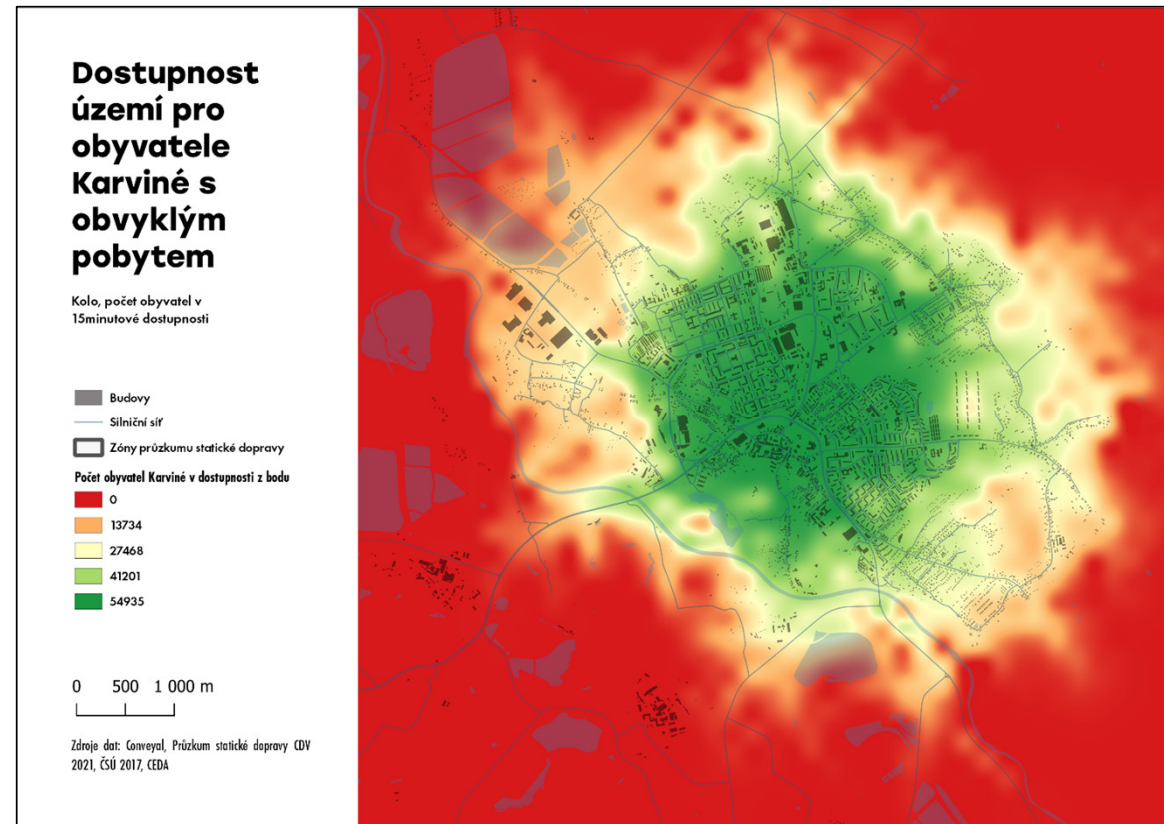 Dostupnost
území pro
obyvatele
Karviné s
obvyklým
pobytem
Kolo, počet obyvatel v
15minutové dostupnosti
Budovy
Silniční síť
Zóny průzkumu statické dopravy
Počet obyvatel Karviné v dostupnosti z bodu
0
13734
27468
41201
54935
0 500 1 000 m
Zdroje dat: Conveyal, Průzkum statické dopravy CDV
2021, ČSÚ 2017, CEDA